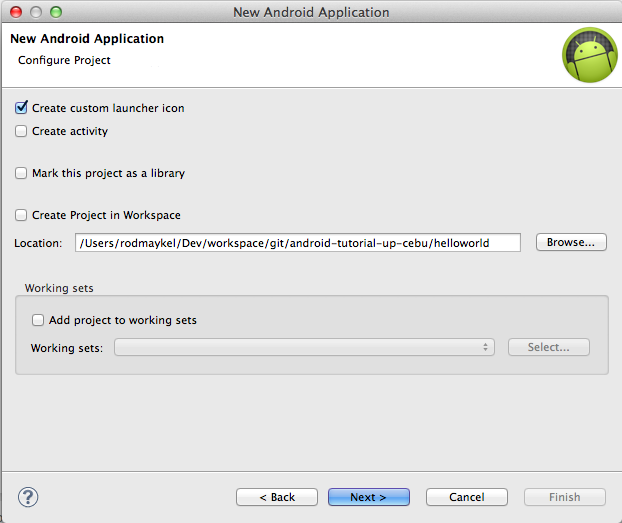 New Android Application
New Android Application
Configure Project
Create custom launcher icon
Create activity
Mark this project as a library
Create Project in Workspace
Location: /Users/rodmaykel/Dev/workspace/git/android-tutorial-up-cebu/helloworld Browse...
Working sets
Add project to working sets
Working sets: Select...
? < Back Next > Cancel Finish